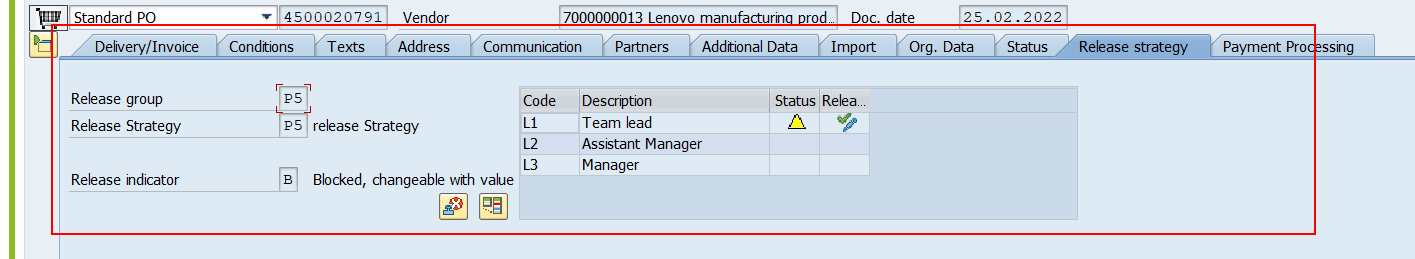 Standard PO 4500020791 Vendor 7000000013 Lenovo manufacturing prod... Doc. date 25.02.2022
Delivery/Invoice Conditions Texts Address Communication Partners Additional Data Import Org. Data Status Release strategy Payment Processing
Release group P5
Release Strategy P5 release Strategy
Release indicator B Blocked, changeable with value
Code Description Status Relea...
L1 Team lead
L2 Assistant Manager
L3 Manager